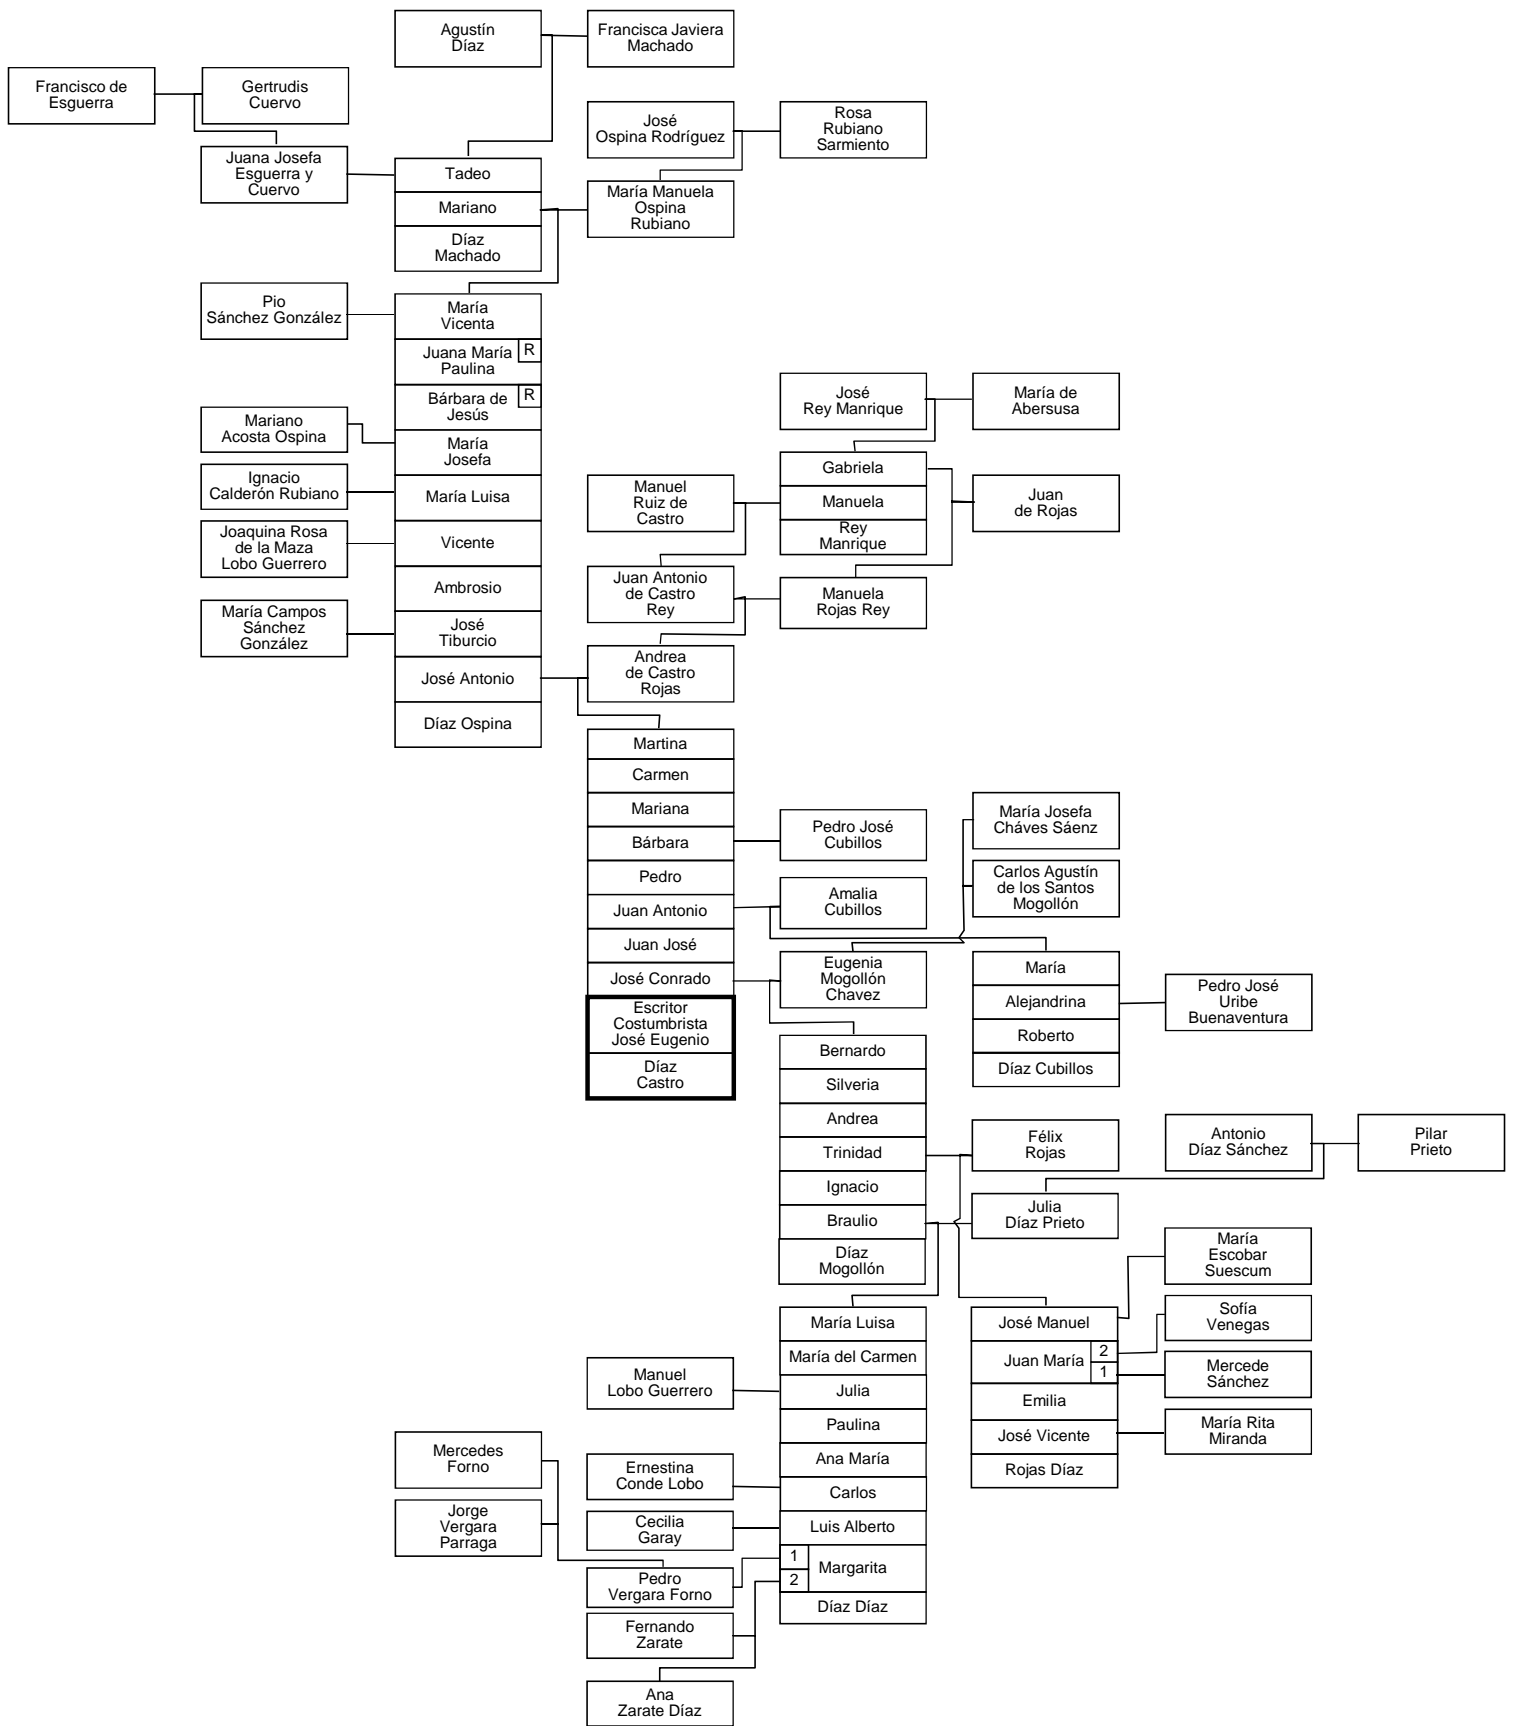 Agustín
Díaz
Francisca Javiera
Machado
Francisco de
Esguerra
Gertrudis
Cuervo
José
Ospina Rodríguez
Rosa
Rubiano
Sarmiento
Juana Josefa
Esguerra y
Cuervo
Tadeo
Mariano
Díaz
Machado
María Manuela
Ospina
Rubiano
Pio
Sánchez González
María
Vicenta
Juana María
Paulina
R
Bárbara de
Jesús
R
María
Josefa
María Luisa
Vicente
Ambrosio
José
Tiburcio
José Antonio
Díaz Ospina
Mariano
Acosta Ospina
Ignacio
Calderón Rubiano
Joaquina Rosa
de la Maza
Lobo Guerrero
María Campos
Sánchez
González
José
Rey Manrique
María de
Abersusa
Manuel
Ruiz de
Castro
Gabriela
Manuela
Rey
Manrique
Juan
de Rojas
Juan Antonio
de Castro
Rey
Manuela
Rojas Rey
Andrea
de Castro
Rojas
Martina
Carmen
Mariana
Bárbara
Pedro
Juan Antonio
Juan José
José Conrado
Escritor
Costumbrista
José Eugenio
Díaz
Castro
Pedro José
Cubillos
Amalia
Cubillos
María Josefa
Cháves Sáenz
Carlos Agustín
de los Santos
Mogollón
Eugenia
Mogollón
Chavez
María
Alejandrina
Roberto
Díaz Cubillos
Pedro José
Uribe
Buenaventura
Bernardo
Silveria
Andrea
Trinidad
Ignacio
Braulio
Díaz
Mogollón
Félix
Rojas
Antonio
Díaz Sánchez
Pilar
Prieto
Julia
Díaz Prieto
María
Escobar
Suescum
Sofía
Venegas
Mercede
Sánchez
María Rita
Miranda
José Manuel
Juan María
2
1
Emilia
José Vicente
Rojas Díaz
María Luisa
María del Carmen
Julia
Paulina
Ana María
Carlos
Luis Alberto
1
2
Margarita
Díaz Díaz
Manuel
Lobo Guerrero
Mercedes
Forno
Ernestina
Conde Lobo
Jorge
Vergara
Parraga
Cecilia
Garay
Pedro
Vergara Forno
Fernando
Zarate
Ana
Zarate Díaz